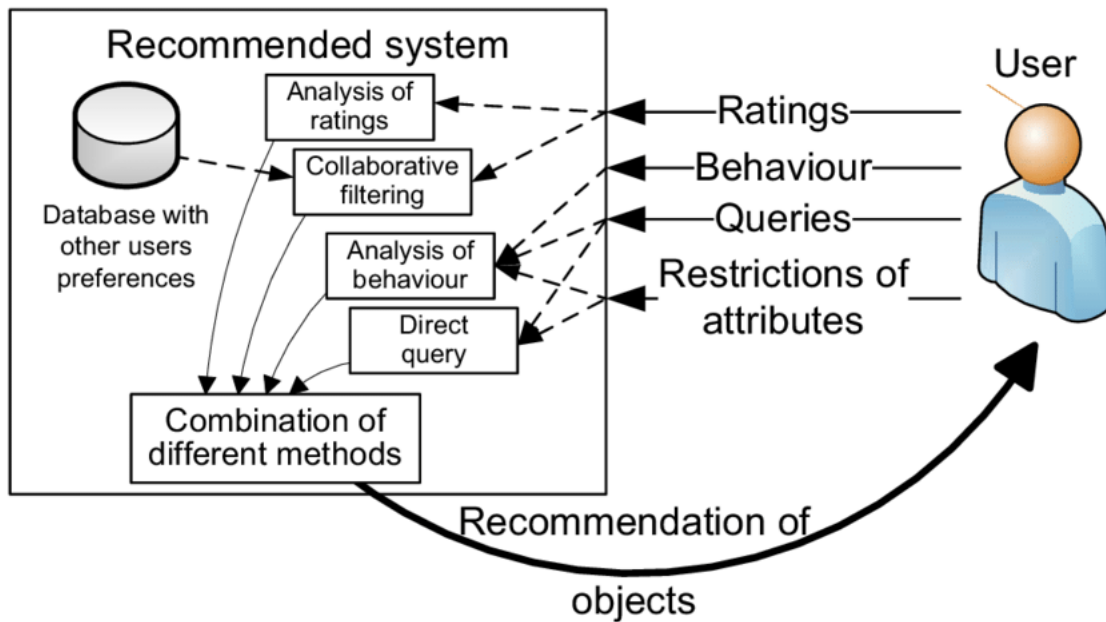 Recommended system
User
Analysis of
ratings
Ratings
Collaborative
filtering
Behaviour
Database with
other users
preferences
Queries
Analysis of
behaviour
Restrictions of
attributes
Direct
query
Combination of
different methods
Recommendation of
objects